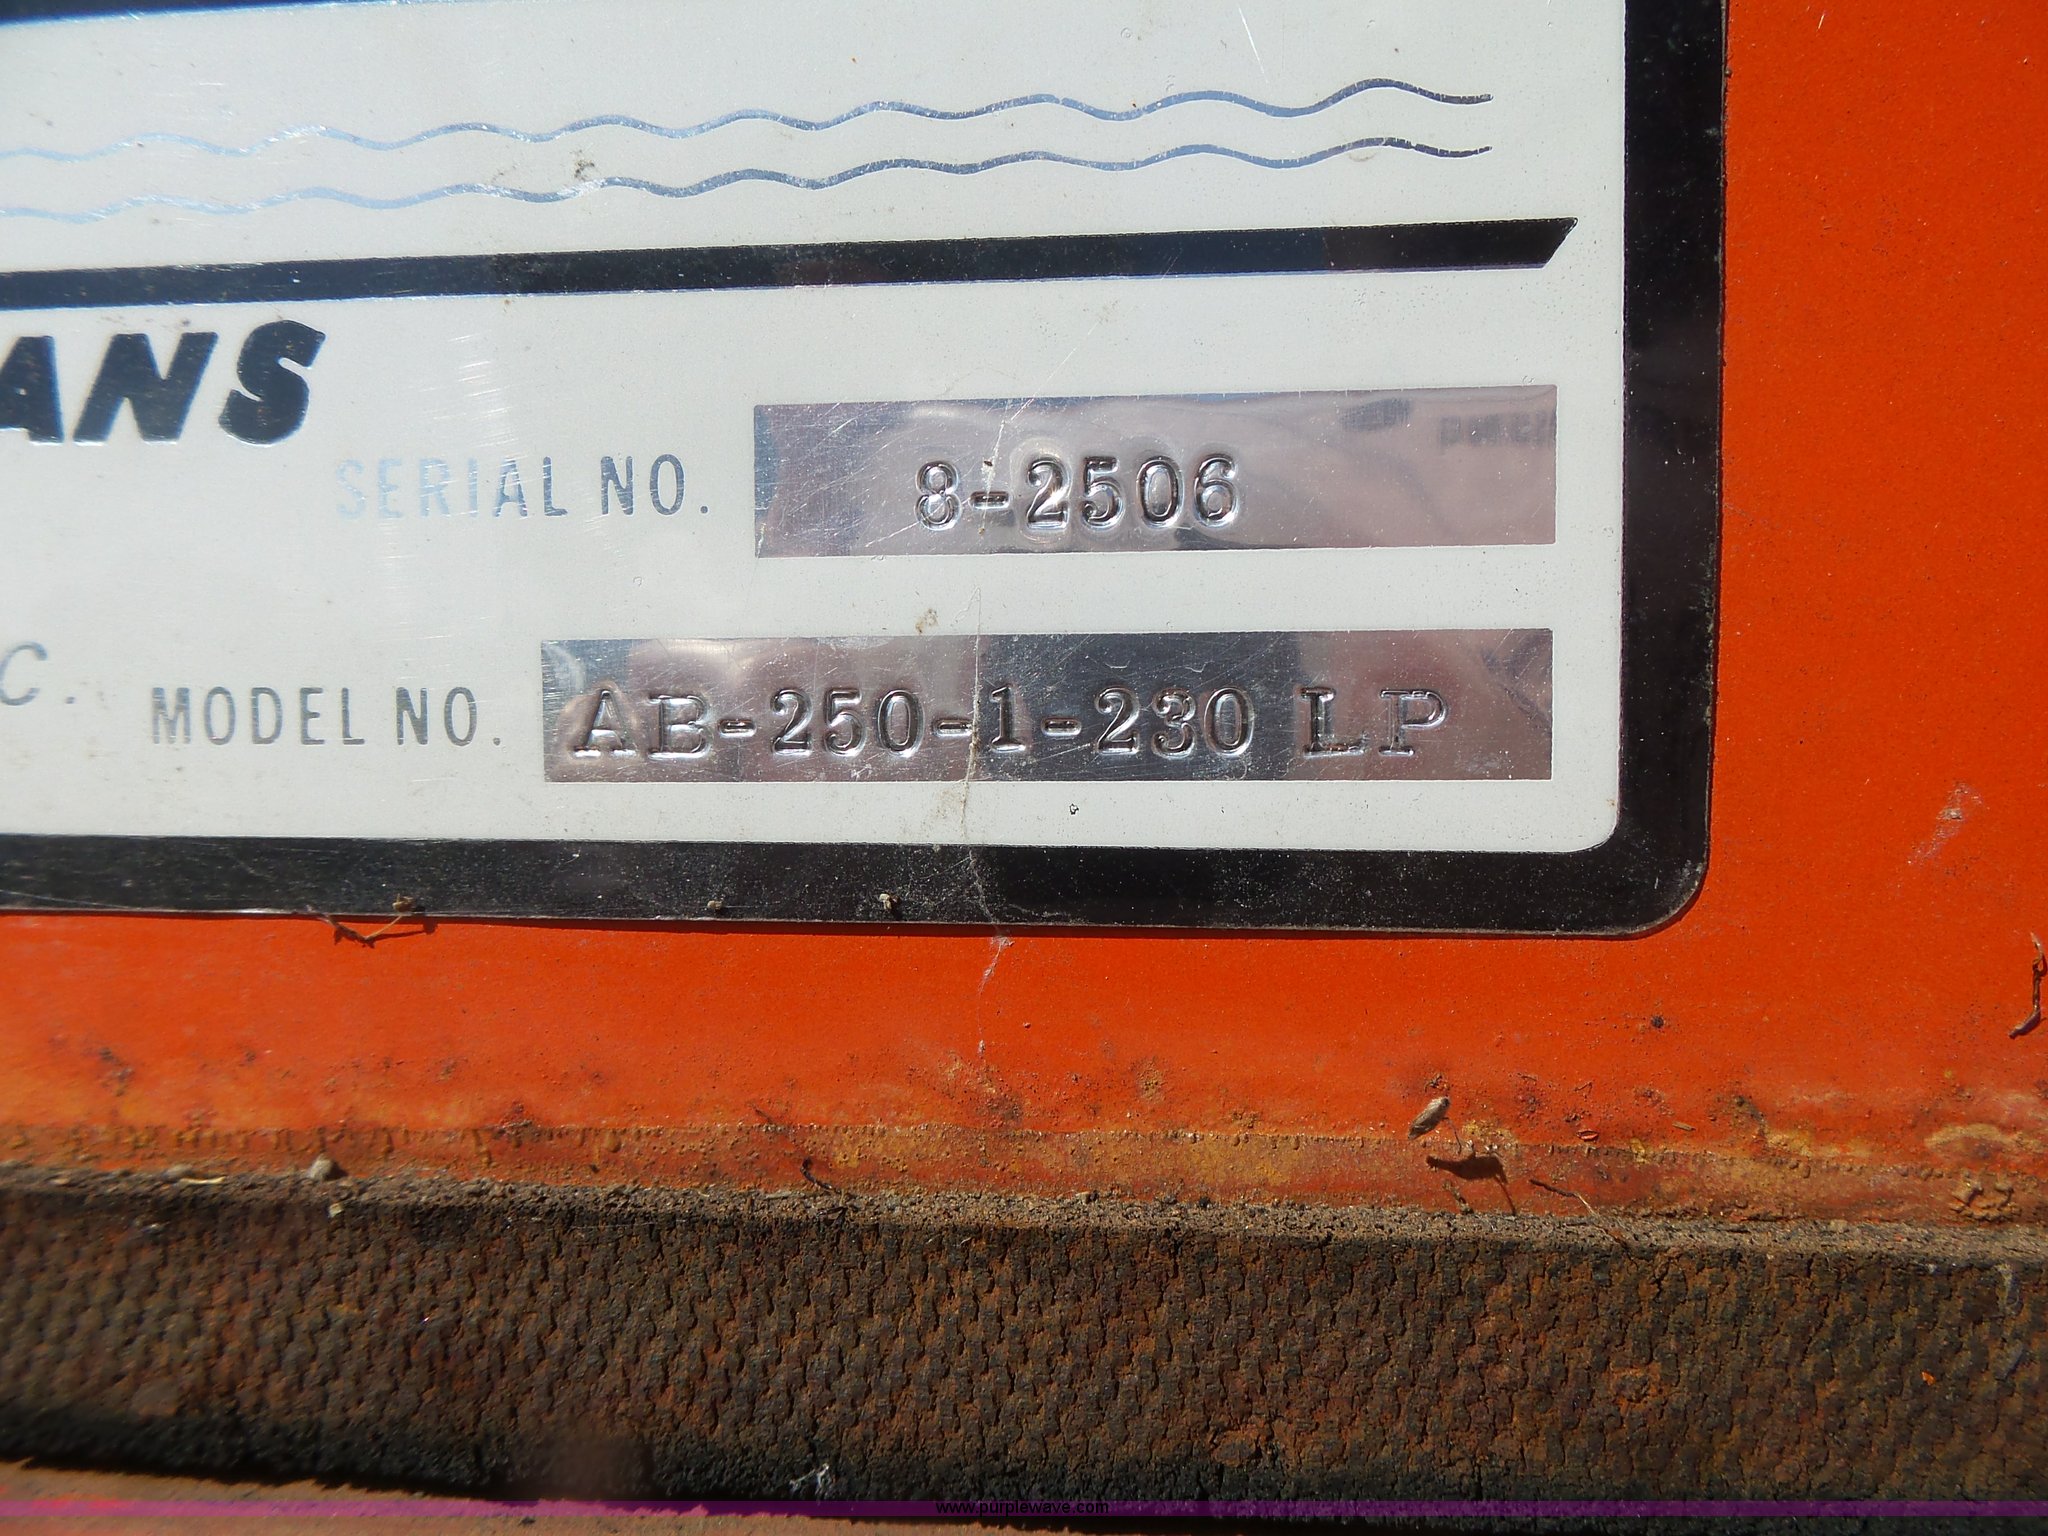 ANS
SERIAL NO. 8-2506
C.
MODEL NO. AB-250-1-230 LP
www.purplewave.com